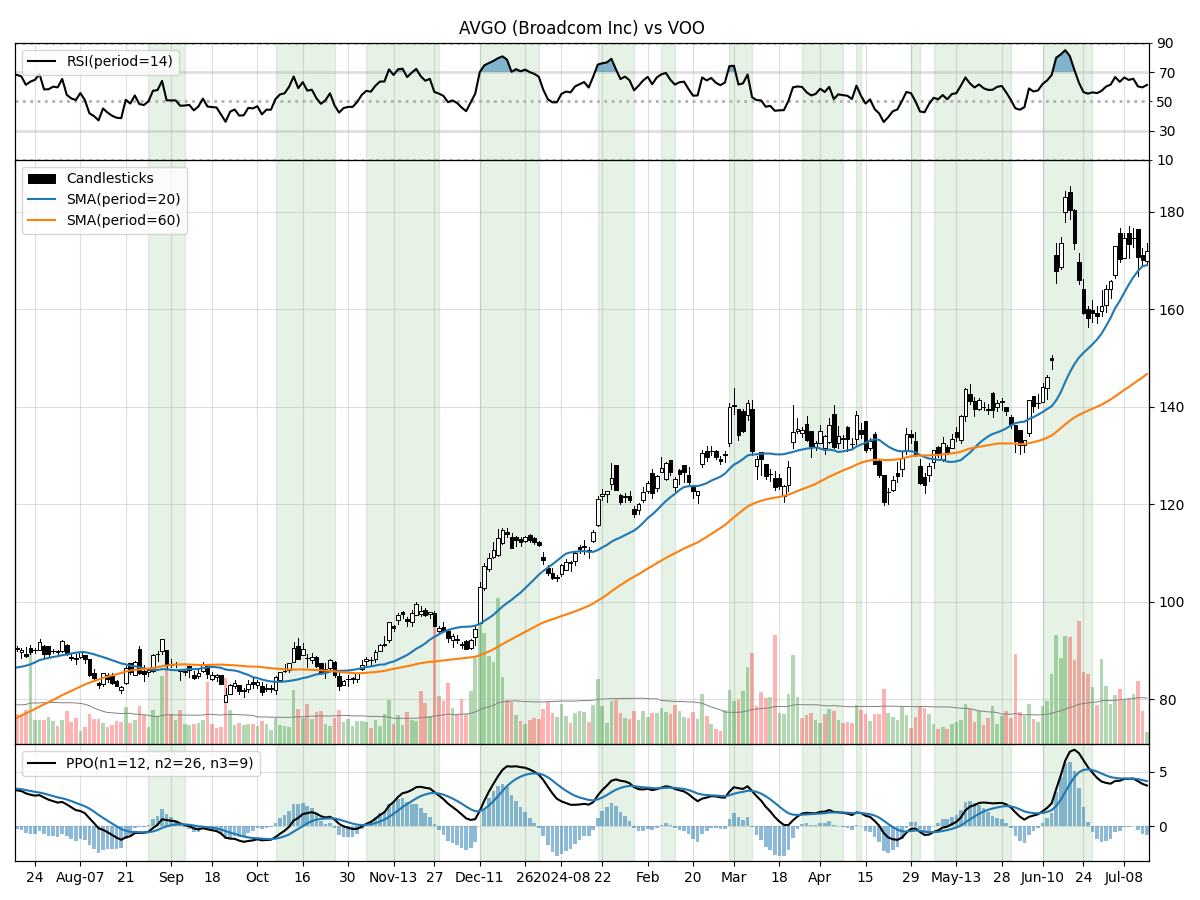 AVGO (Broadcom Inc) vs VOO
RSI(period=14)
90
70
50
30
10
Candlesticks
SMA(period=20)
SMA(period=60)
180
160
140
120
100
80
PPO(n1=12, n2=26, n3=9)
5
0
24 Aug-07 21 Sep 18 Oct 16 30 Nov-13 27 Dec-11 26 2024-08 22 Feb 20 Mar 18 Apr 15 29 May-13 28 Jun-10 24 Jul-08